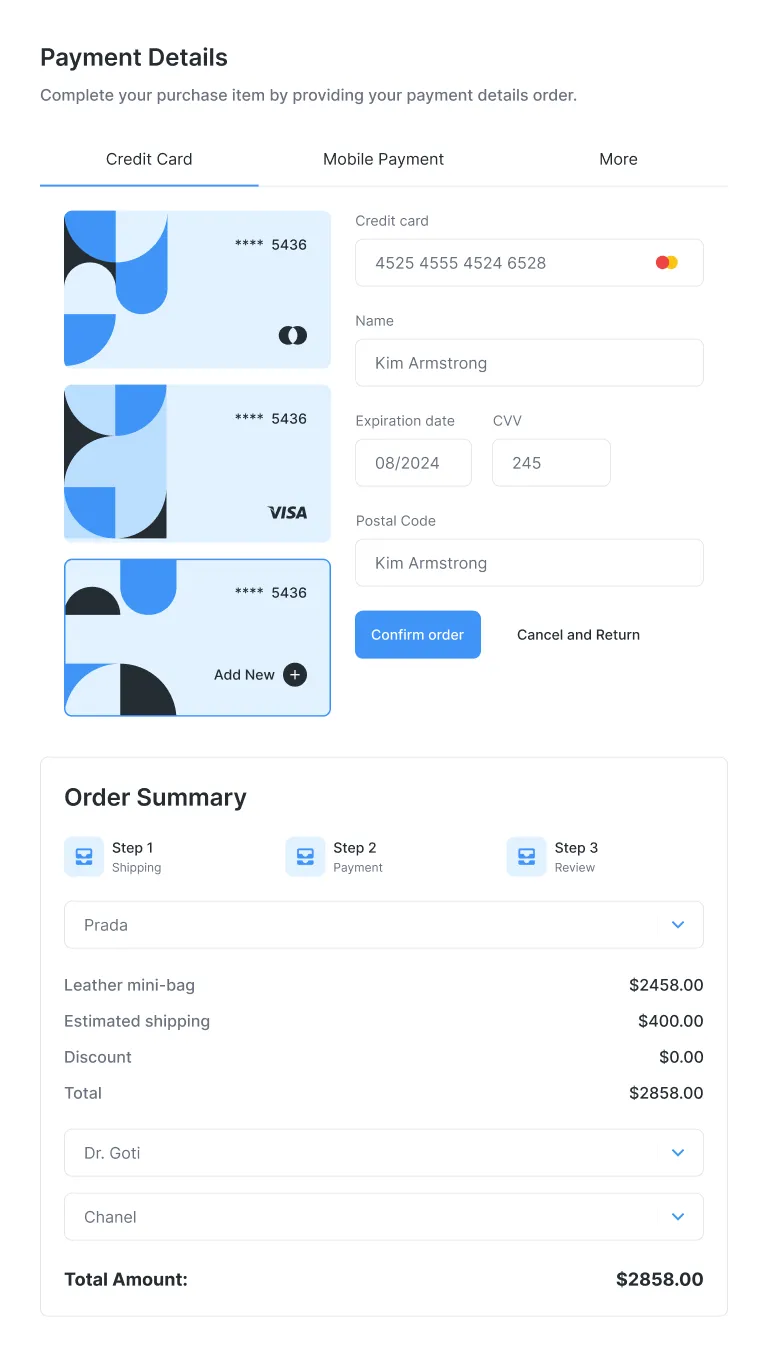 Payment Details
Complete your purchase item by providing your payment details order.
Credit Card
Mobile Payment
More
**** 5436
**** 5436
VISA
**** 5436
Add New
Credit card
4525 4555 4524 6528
Name
Kim Armstrong
Expiration date
CVV
08/2024
245
Postal Code
Kim Armstrong
Confirm order
Cancel and Return
Order Summary
Step 1
Shipping
Step 2
Payment
Step 3
Review
Prada
Leather mini-bag $2458.00
Estimated shipping $400.00
Discount $0.00
Total $2858.00
Dr. Goti
Chanel
Total Amount: $2858.00